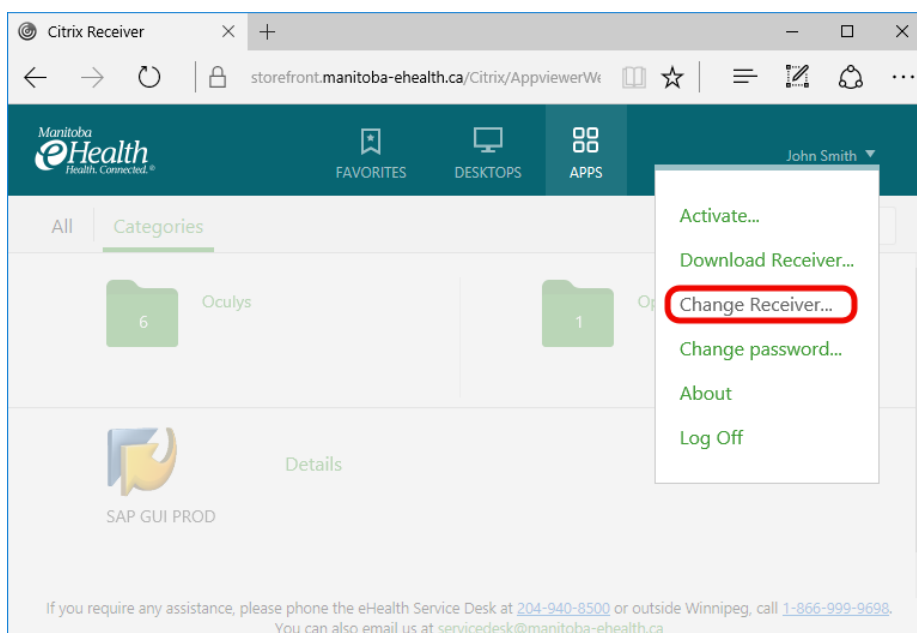 Citrix Receiver
storefront.manitoba-ehealth.ca/Citrix/AppviewerWe
Manitoba
eHealth
Health. Connected.®
FAVORITES
DESKTOPS
APPS
John Smith
All
Categories
Activate...
Download Receiver...
Change Receiver...
Change password...
About
Log Off
6
Oculys
1
Op
Details
SAP GUI PROD
If you require any assistance, please phone the eHealth Service Desk at 204-940-8500 or outside Winnipeg, call 1-866-999-9698.
You can also email us at servicedesk@manitoba-ehealth.ca